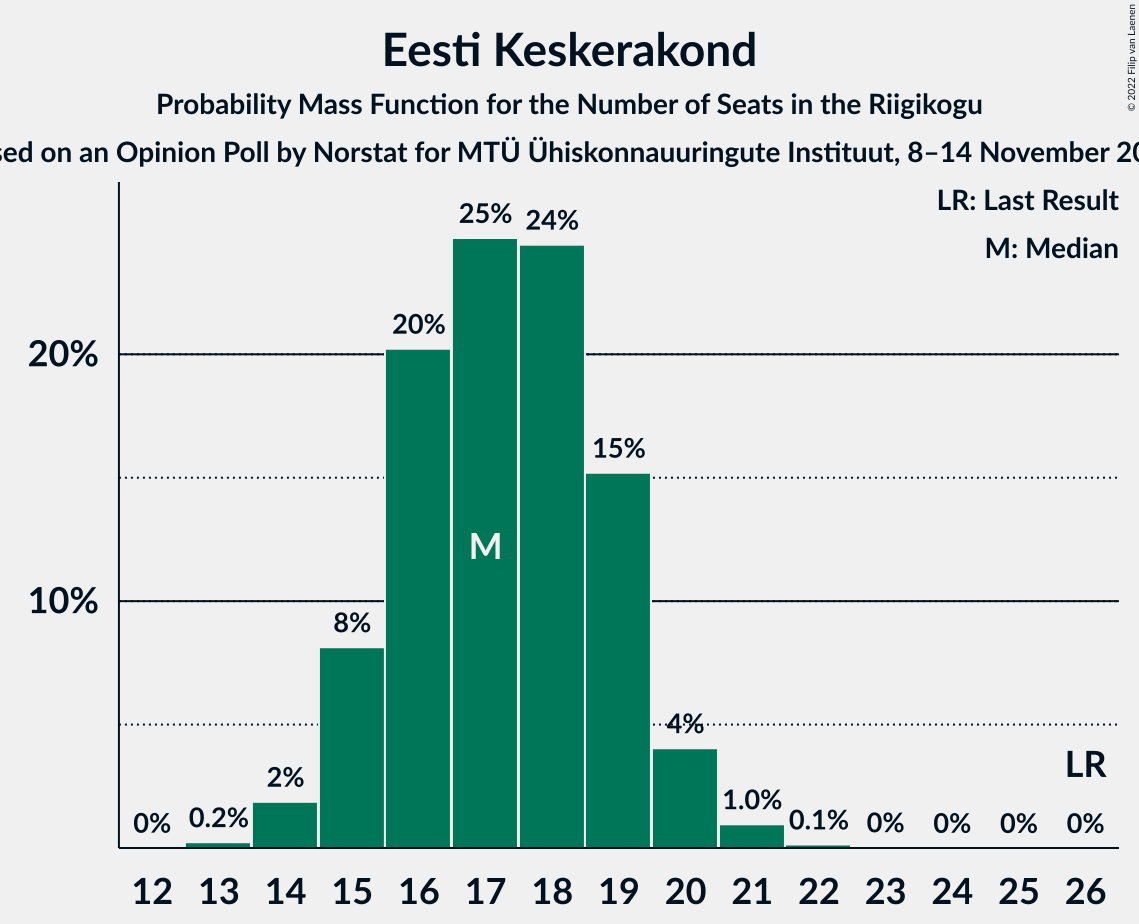 Eesti Keskerakond
Probability Mass Function for the Number of Seats in the Riigikogu
sed on an Opinion Poll by Norstat for MTÜ Ühiskonnauuringute Instituut, 8–14 November 20
© 2022 Filip van Laenen
LR: Last Result
M: Median
25%
24%
20%
20%
15%
M
10%
8%
4%
LR
2%
1.0%
0%
0.2%
0.1%
0%
0%
0%
0%
12 13 14 15 16 17 18 19 20 21 22 23 24 25 26